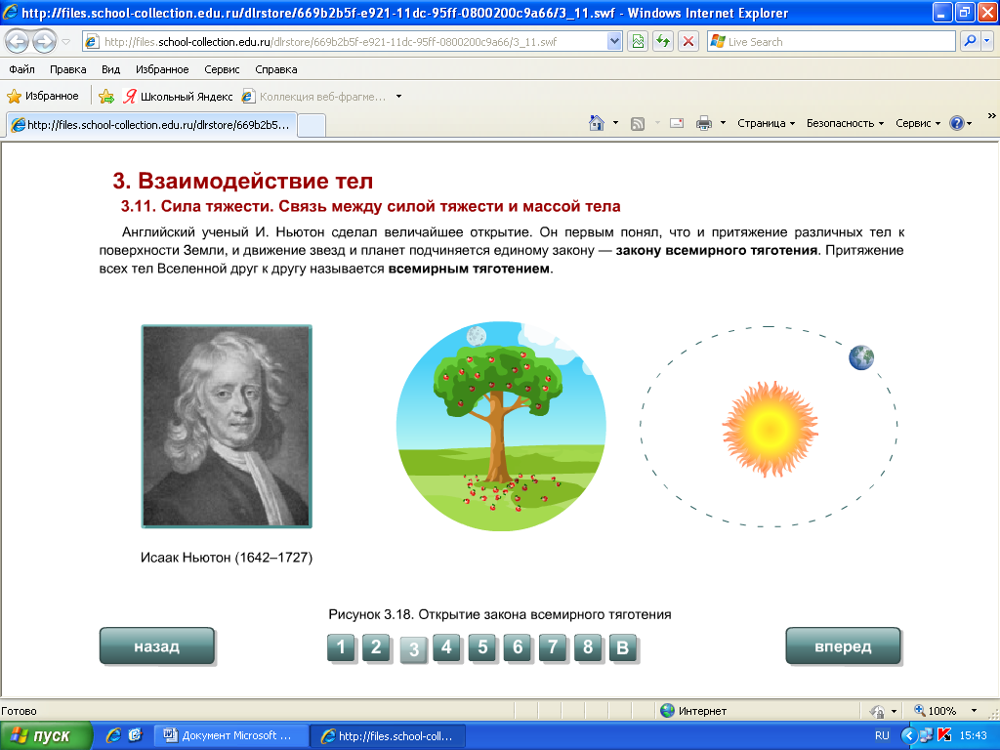 http://files.school-collection.edu.ru/dlrstore/669b2b5f-e921-11dc-95ff-0800200c9a66/3_11.swf - Windows Internet Explorer
http://files.school-collection.edu.ru/dlrstore/669b2b5f-e921-11dc-95ff-0800200c9a66/3_11.swf
Live Search
Файл Правка Вид Избранное Сервис Справка
Избранное Школьный Яндекс Коллекция веб-фрагме...
http://files.school-collection.edu.ru/dlrstore/669b2b5... Страница Безопасность Сервис
3. Взаимодействие тел
3.11. Сила тяжести. Связь между силой тяжести и массой тела
Английский ученый И. Ньютон сделал величайшее открытие. Он первым понял, что и притяжение различных тел к
поверхности Земли, и движение звезд и планет подчиняется единому закону — закону всемирного тяготения. Притяжение
всех тел Вселенной друг к другу называется всемирным тяготением.
Исаак Ньютон (1642–1727)
Рисунок 3.18. Открытие закона всемирного тяготения
назад 1 2 3 4 5 6 7 8 В вперед
Готово Интернет 100%
пуск Документ Microsoft ... http://files.school-coll... RU 15:43